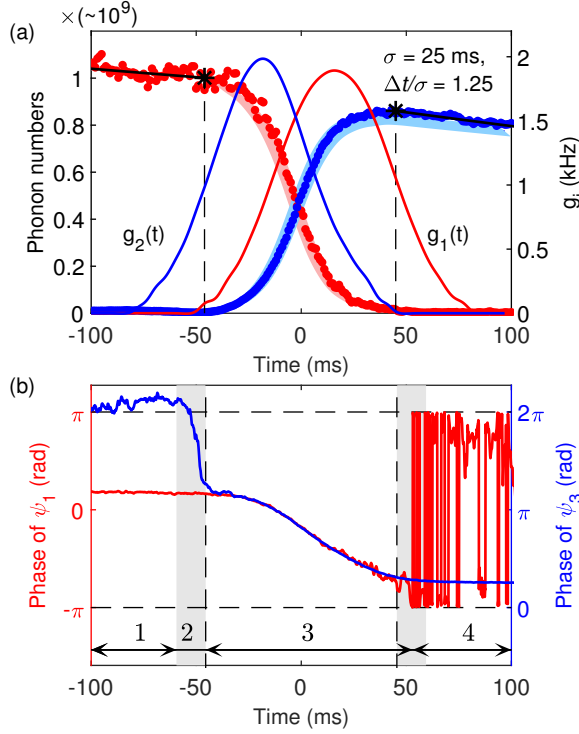 × (~10⁹)
(a)
σ = 25 ms,
Δt/σ = 1.25
Phonon numbers
1
0.8
0.6
0.4
0.2
0
2
1.5
1
0.5
0
gᵢ (kHz)
g₂(t)
g₁(t)
-100 -50 0 50 100
Time (ms)
(b)
Phase of ψ₁ (rad)
π
0
-π
2π
π
0
Phase of ψ₃ (rad)
1 2 3 4
-100 -50 0 50 100
Time (ms)